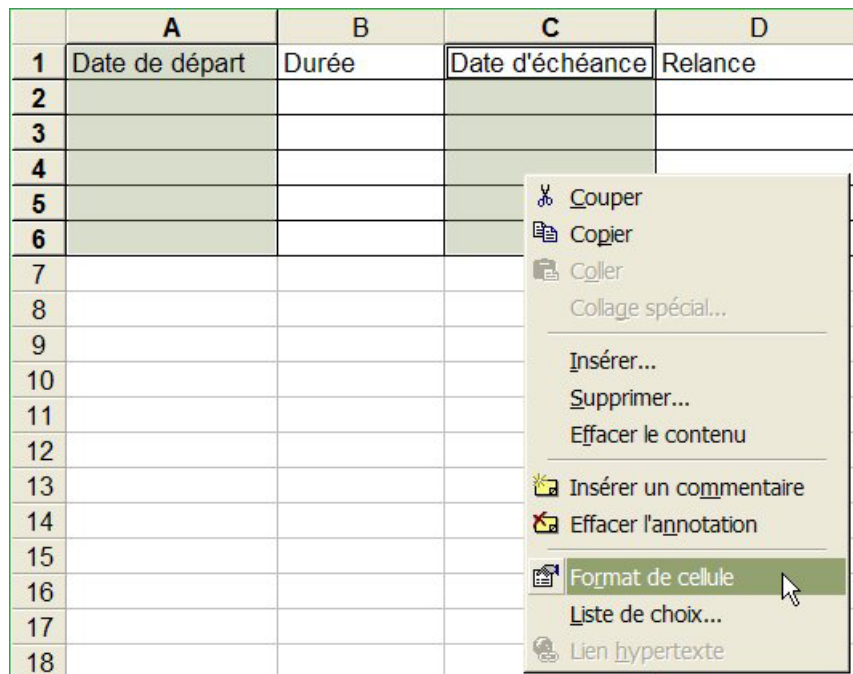 A B C D
1 Date de départ Durée Date d'échéance Relance
2
3
4
5 Couper
6 Copier
7 Coller
8 Collage spécial...
9
10 Insérer...
11 Supprimer...
12 Effacer le contenu
13 Insérer un commentaire
14 Effacer l'annotation
15
16 Format de cellule
17 Liste de choix...
18 Lien hypertexte